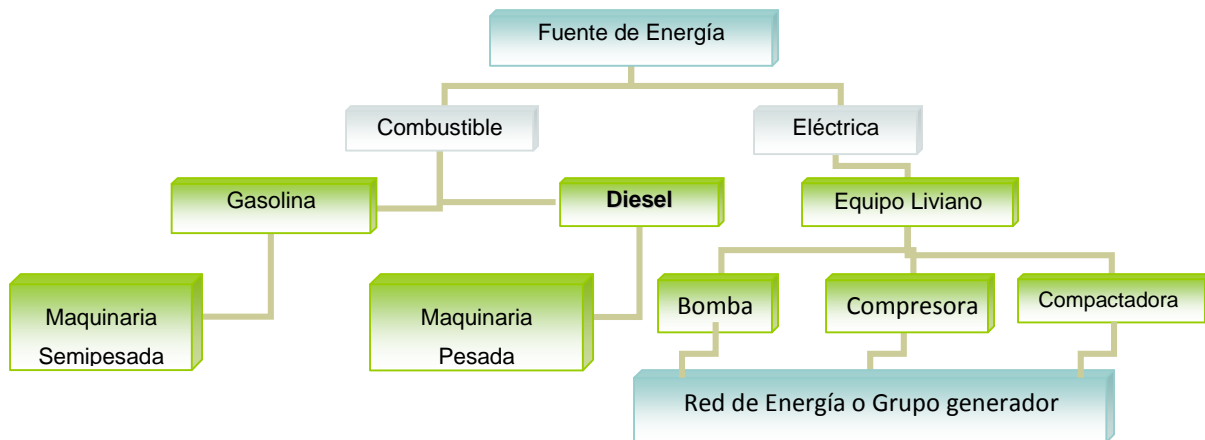 Fuente de Energía
Combustible
Eléctrica
Gasolina
Diesel
Equipo Liviano
Maquinaria
Semipesada
Maquinaria
Pesada
Bomba
Compresora
Compactadora
Red de Energía o Grupo generador